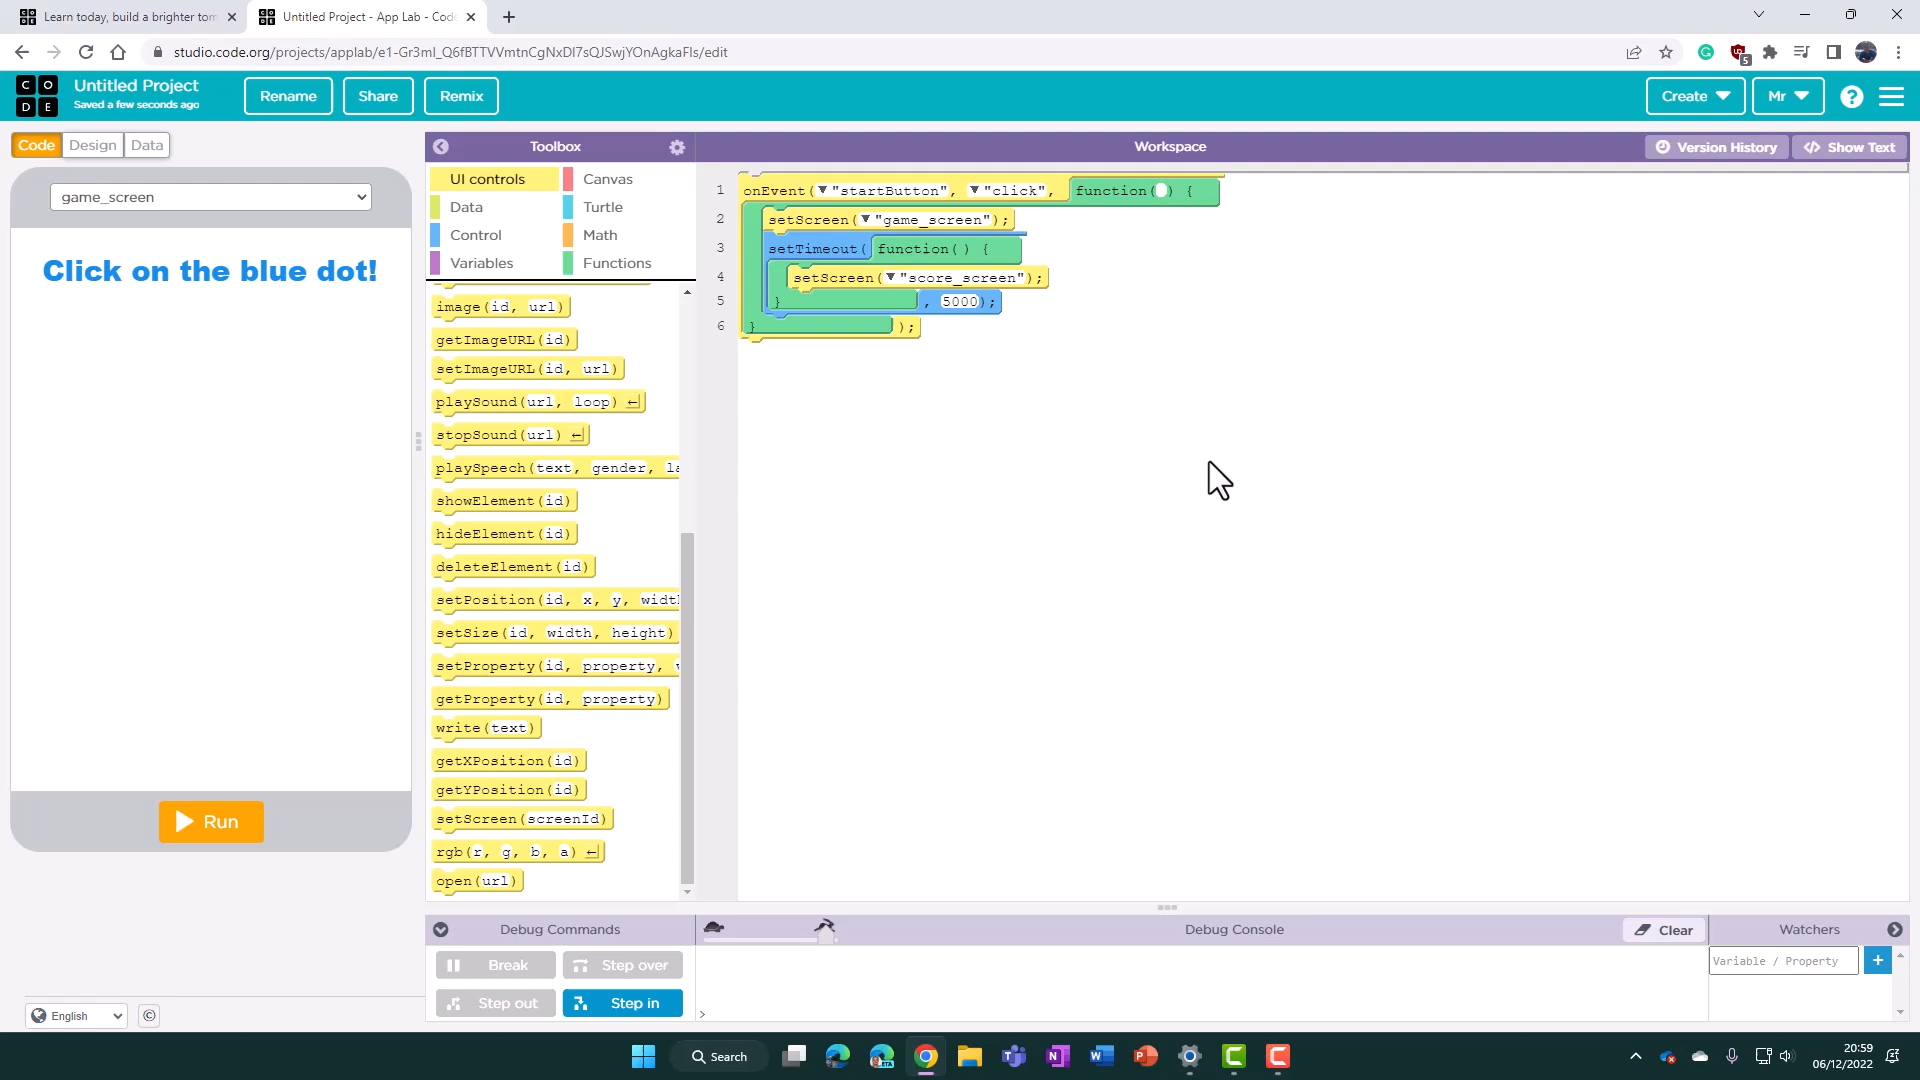 Learn today, build a brighter tom
Untitled Project - App Lab - Cod
studio.code.org/projects/applab/e1-Gr3ml_Q6fBTTVVmtnCgNxDl7sQJSwjYOnAgkaFIs/edit
5
C O D E
Untitled Project
Saved a few seconds ago
Rename
Share
Remix
Create
Mr
?
Code
Design
Data
game_screen
Click on the blue dot!
Run
English
©
Toolbox
UI controls
Canvas
Data
Turtle
Control
Math
Variables
Functions
image(id, url)
getImageURL(id)
setImageURL(id, url)
playSound(url, loop)
stopSound(url)
playSpeech(text, gender, la
showElement(id)
hideElement(id)
deleteElement(id)
setPosition(id, x, y, widt
setSize(id, width, height)
setProperty(id, property, v
getProperty(id, property)
write(text)
getXPosition(id)
getYPosition(id)
setScreen(screenId)
rgb(r, g, b, a)
open(url)
Workspace
Version History
Show Text
1 onEvent("startButton", "click", function( ) {
2 setScreen("game_screen");
3 setTimeout(function( ) {
4 setScreen("score_screen");
5 } , 5000);
6 } );
Debug Commands
Break
Step over
Step out
Step in
Debug Console
Clear
>
Watchers
Variable / Property
+
Search
20:59
06/12/2022